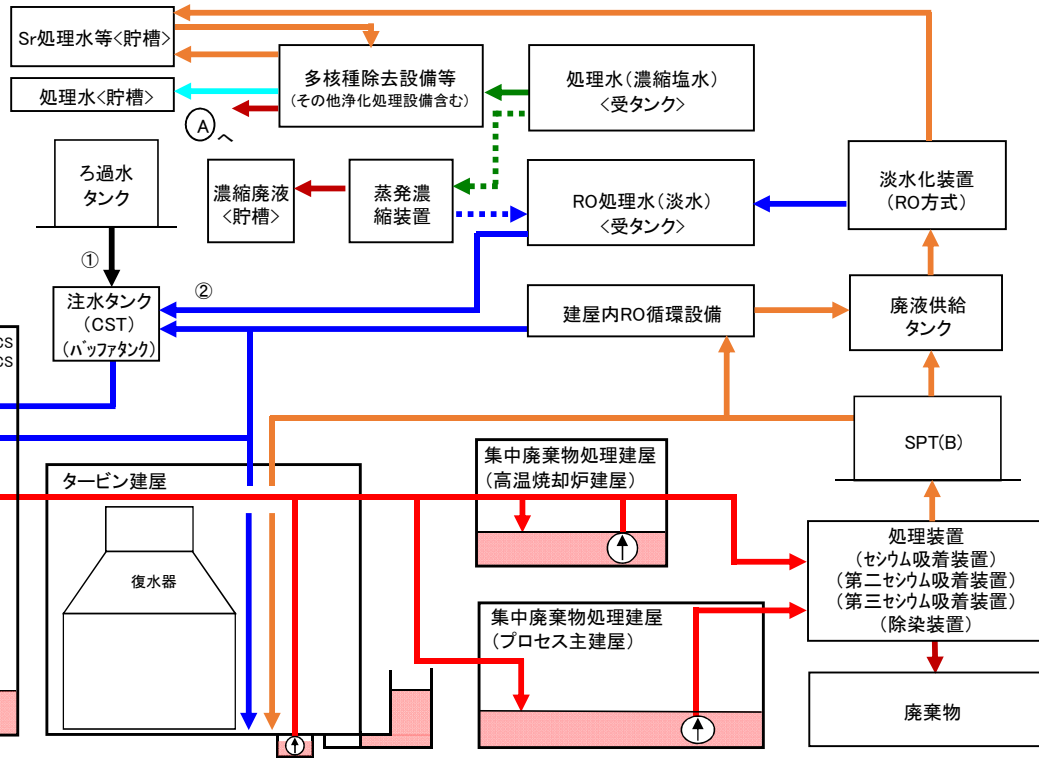 Sr処理水等<貯槽>
処理水<貯槽>
多核種除去設備等
(その他浄化処理設備含む)
処理水(濃縮塩水)
<受タンク>
A
へ
ろ過水
タンク
濃縮廃液
<貯槽>
蒸発濃
縮装置
RO処理水(淡水)
<受タンク>
淡水化装置
(RO方式)
①
②
注水タンク
(CST)
(バッファタンク)
建屋内RO循環設備
廃液供給
タンク
CS
CS
SPT(B)
タービン建屋
復水器
集中廃棄物処理建屋
(高温焼却炉建屋)
集中廃棄物処理建屋
(プロセス主建屋)
処理装置
(セシウム吸着装置)
(第二セシウム吸着装置)
(第三セシウム吸着装置)
(除染装置)
廃棄物